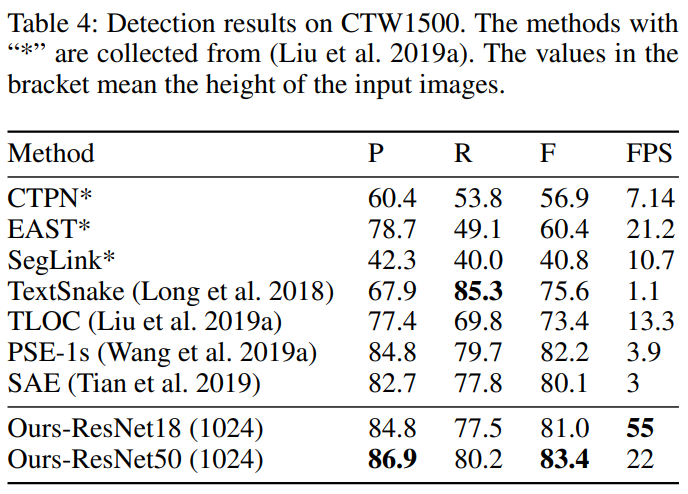 Table 4: Detection results on CTW1500. The methods with
“*” are collected from (Liu et al. 2019a). The values in the
bracket mean the height of the input images.
Method P R F FPS
CTPN* 60.4 53.8 56.9 7.14
EAST* 78.7 49.1 60.4 21.2
SegLink* 42.3 40.0 40.8 10.7
TextSnake (Long et al. 2018) 67.9 85.3 75.6 1.1
TLOC (Liu et al. 2019a) 77.4 69.8 73.4 13.3
PSE-1s (Wang et al. 2019a) 84.8 79.7 82.2 3.9
SAE (Tian et al. 2019) 82.7 77.8 80.1 3
Ours-ResNet18 (1024) 84.8 77.5 81.0 55
Ours-ResNet50 (1024) 86.9 80.2 83.4 22